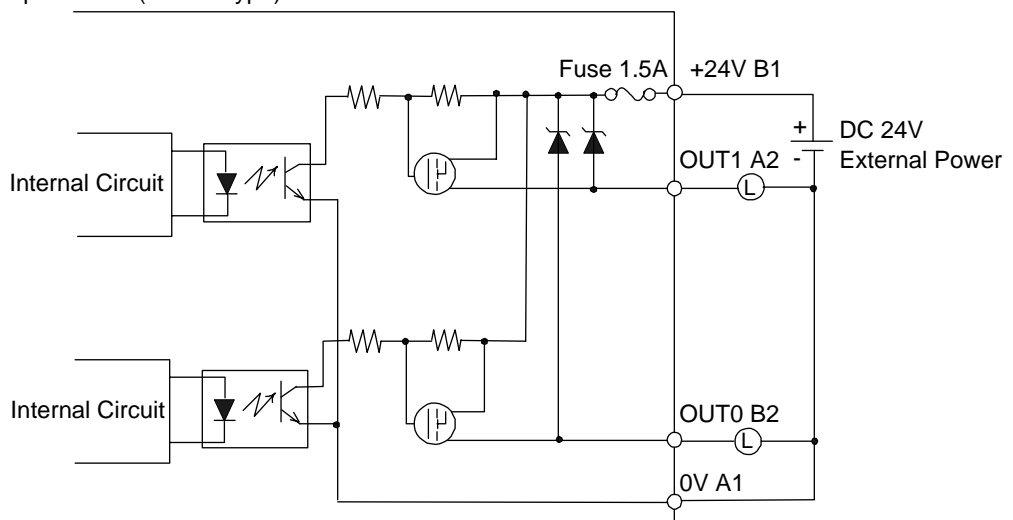 Fuse 1.5A
+24V B1
+
DC 24V
-
External Power
OUT1 A2
L
Internal Circuit
Internal Circuit
OUT0 B2
L
0V A1